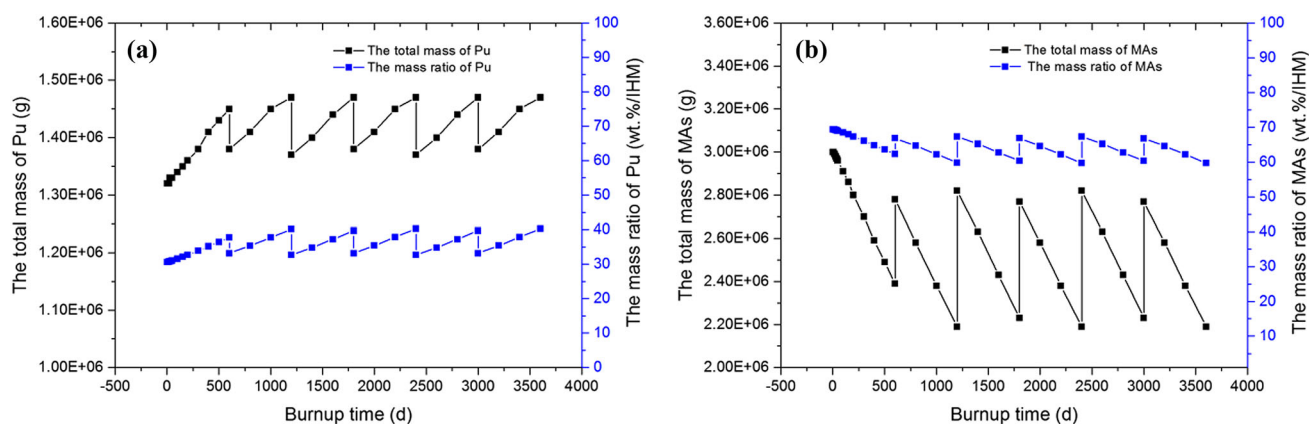 (a)
The total mass of Pu
The mass ratio of Pu
The total mass of Pu (g)
1.60E+06
1.50E+06
1.40E+06
1.30E+06
1.20E+06
1.10E+06
1.00E+06
100
90
80
70
60
50
40
30
20
10
0
The mass ratio of Pu (wt.%/IHM)
-500 0 500 1000 1500 2000 2500 3000 3500 4000
Burnup time (d)
(b)
The total mass of MAs
The mass ratio of MAs
The total mass of MAs (g)
3.60E+06
3.40E+06
3.20E+06
3.00E+06
2.80E+06
2.60E+06
2.40E+06
2.20E+06
2.00E+06
100
90
80
70
60
50
40
30
20
10
The mass ratio of MAs (wt.%/IHM)
-500 0 500 1000 1500 2000 2500 3000 3500 4000
Burnup time (d)